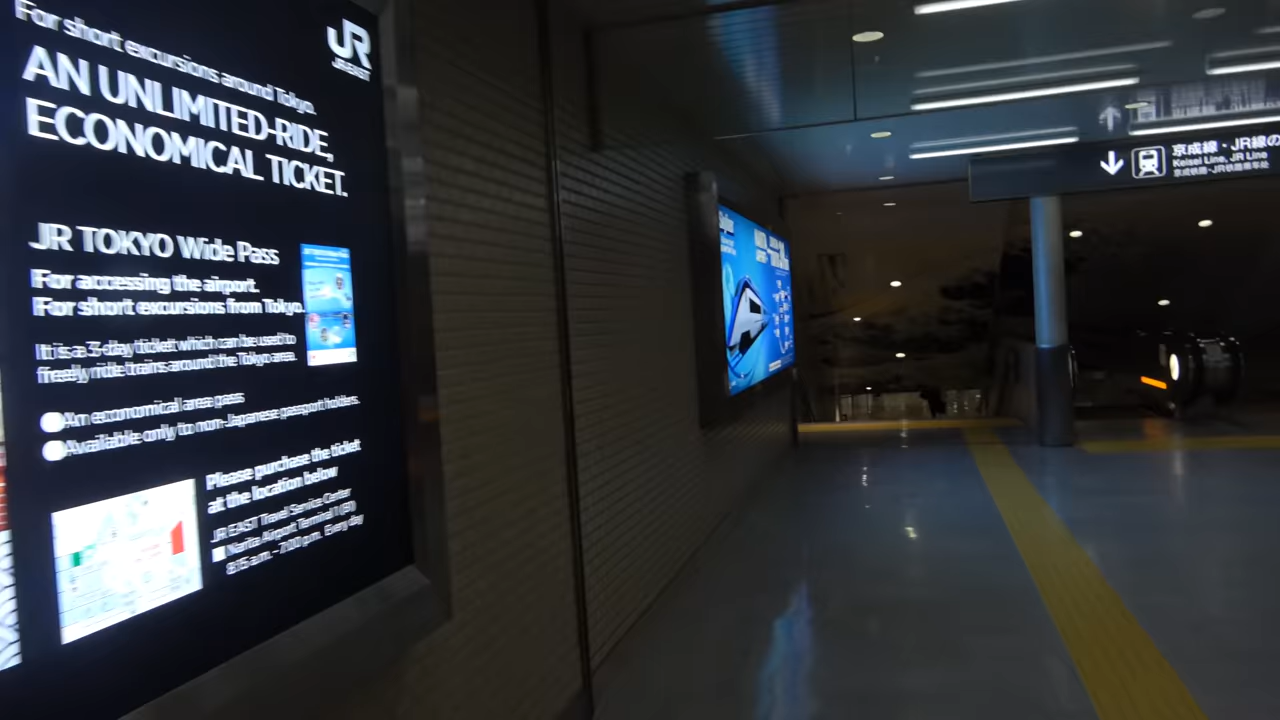 For short excursions around Tokyo.
AN UNLIMITED-RIDE,
ECONOMICAL TICKET.
JR
JR EAST
JR TOKYO Wide Pass
For accessing the airport.
For short excursions from Tokyo.
It is a 3-day ticket which can be used to
freely ride trains around the Tokyo area.
●An economical area pass
●Available only to non-Japanese passport holders.
Please purchase the ticket
at the location below
JR EAST Travel Service Center
■Narita Airport Terminal 1 (B1)
8:15 a.m. - 7:00 p.m. Every day
Skyliner
京成線・JR線の
Keisei Line, JR Line